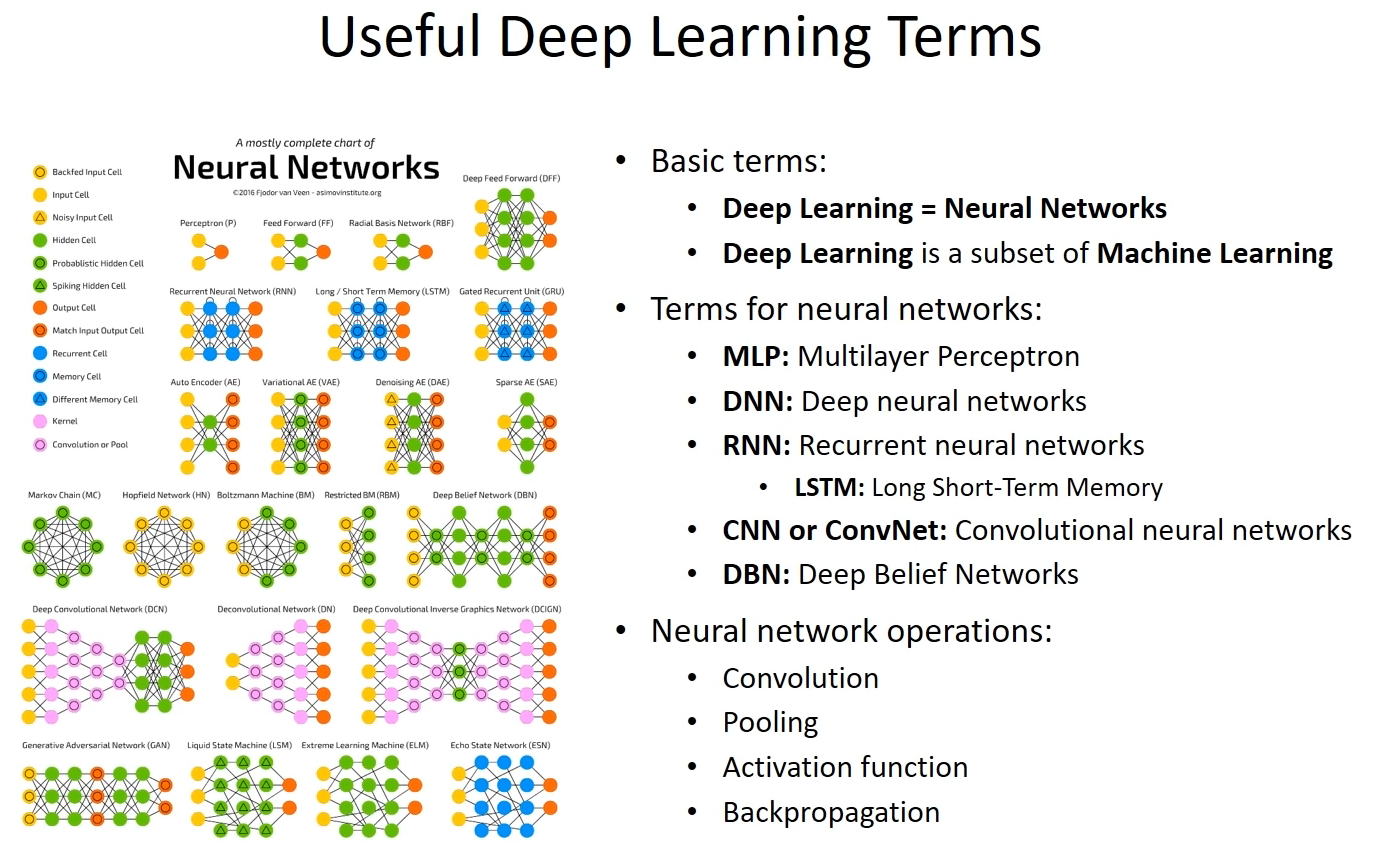 Useful Deep Learning Terms
A mostly complete chart of
Neural Networks
©2016 Fjodor van Veen - asimovinstitute.org
Backfed Input Cell
Input Cell
Noisy Input Cell
Hidden Cell
Probablistic Hidden Cell
Spiking Hidden Cell
Output Cell
Match Input Output Cell
Recurrent Cell
Memory Cell
Different Memory Cell
Kernel
Convolution or Pool
Perceptron (P)
Feed Forward (FF)
Radial Basis Network (RBF)
Deep Feed Forward (DFF)
Recurrent Neural Network (RNN)
Long / Short Term Memory (LSTM)
Gated Recurrent Unit (GRU)
Auto Encoder (AE)
Variational AE (VAE)
Denoising AE (DAE)
Sparse AE (SAE)
Markov Chain (MC)
Hopfield Network (HN)
Boltzmann Machine (BM)
Restricted BM (RBM)
Deep Belief Network (DBN)
Deep Convolutional Network (DCN)
Deconvolutional Network (DN)
Deep Convolutional Inverse Graphics Network (DCIGN)
Generative Adversarial Network (GAN)
Liquid State Machine (LSM)
Extreme Learning Machine (ELM)
Echo State Network (ESN)
• Basic terms:
• Deep Learning = Neural Networks
• Deep Learning is a subset of Machine Learning
• Terms for neural networks:
• MLP: Multilayer Perceptron
• DNN: Deep neural networks
• RNN: Recurrent neural networks
• LSTM: Long Short-Term Memory
• CNN or ConvNet: Convolutional neural networks
• DBN: Deep Belief Networks
• Neural network operations:
• Convolution
• Pooling
• Activation function
• Backpropagation